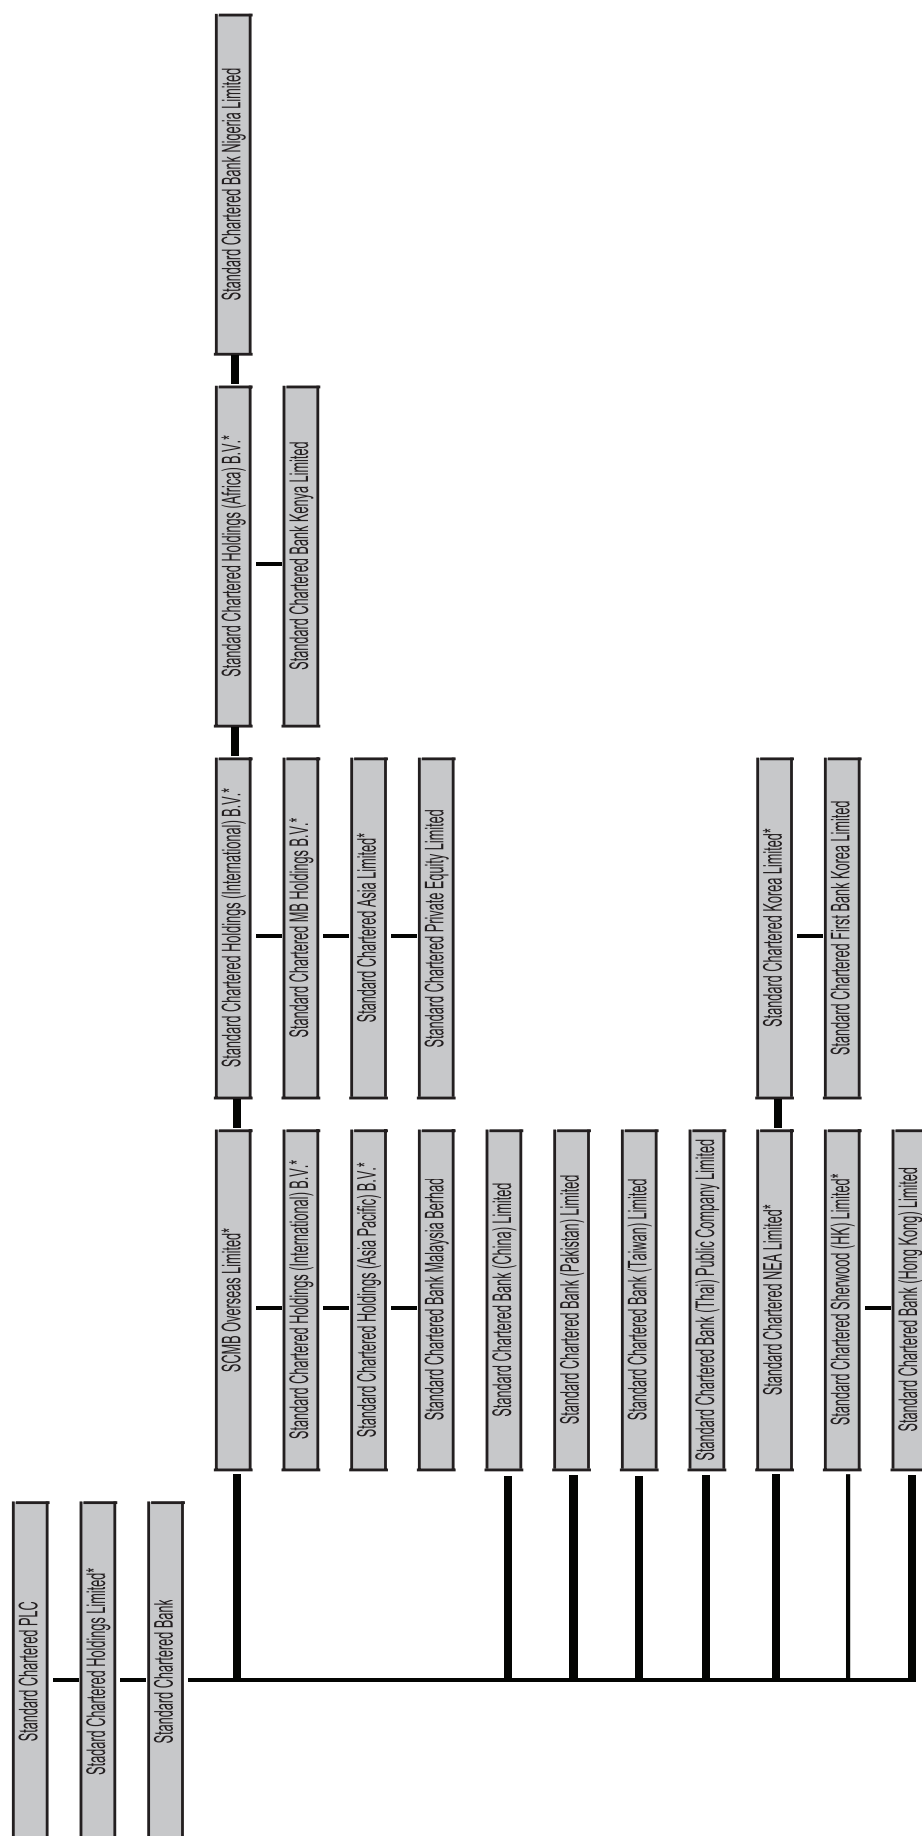 Standard Chartered PLC
Stadard Chartered Holdings Limited*
Standard Chartered Bank
SCMB Overseas Limited*
Standard Chartered Holdings (International) B.V.*
Standard Chartered Holdings (Africa) B.V.*
Standard Chartered Bank Nigeria Limited
Standard Chartered Holdings (International) B.V.*
Standard Chartered MB Holdings B.V.*
Standard Chartered Bank Kenya Limited
Standard Chartered Holdings (Asia Pacific) B.V.*
Standard Chartered Asia Limited*
Standard Chartered Bank Malaysia Berhad
Standard Chartered Private Equity Limited
Standard Chartered Bank (China) Limited
Standard Chartered Bank (Pakistan) Limited
Standard Chartered Bank (Taiwan) Limited
Standard Chartered Bank (Thai) Public Company Limited
Standard Chartered NEA Limited*
Standard Chartered Korea Limited*
Standard Chartered Sherwood (HK) Limited*
Standard Chartered First Bank Korea Limited
Standard Chartered Bank (Hong Kong) Limited